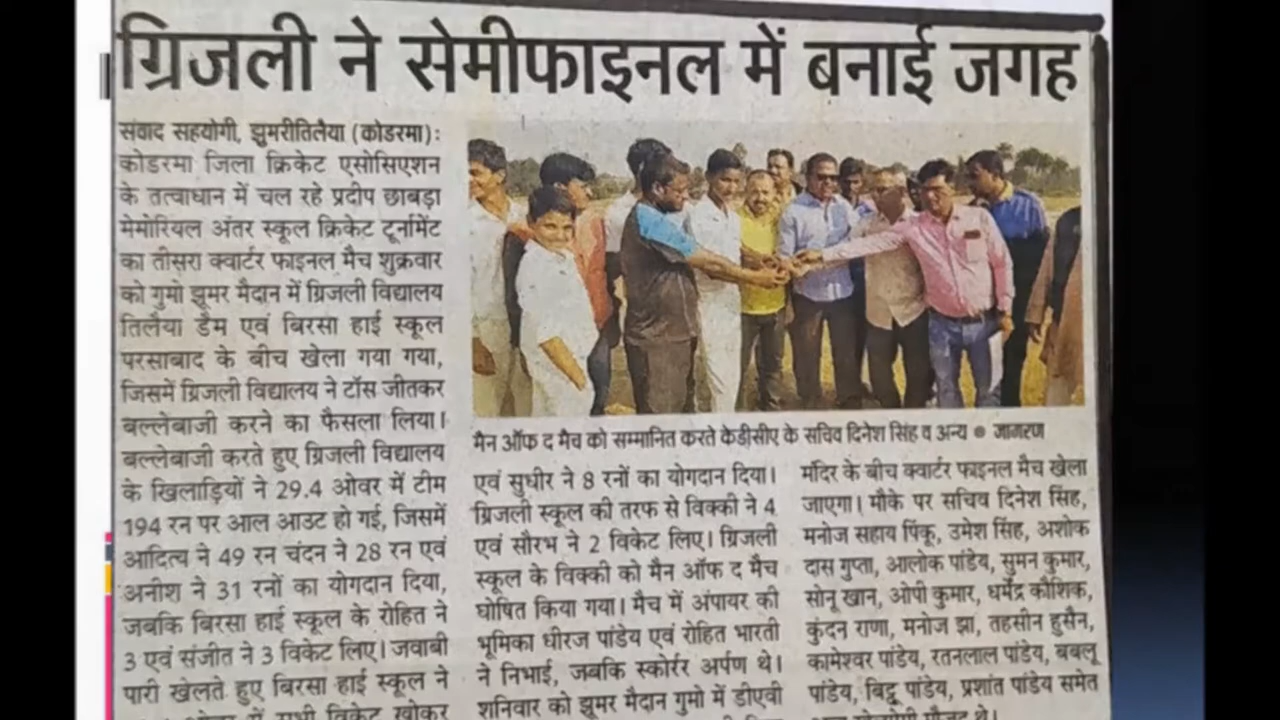 ग्रिजली ने सेमीफाइनल में बनाई जगह
संवाद सहयोगी, झुमरीतिलैया (कोडरमा):
कोडरमा जिला क्रिकेट एसोसिएशन
के तत्वाधान में चल रहे प्रदीप छाबड़ा
मेमोरियल अंतर स्कूल क्रिकेट टूर्नामेंट
का तीसरा क्वार्टर फाइनल मैच शुक्रवार
को गुमो झुमर मैदान में ग्रिजली विद्यालय
तिलैया डैम एवं बिरसा हाई स्कूल
परसाबाद के बीच खेला गया गया,
जिसमें ग्रिजली विद्यालय ने टॉस जीतकर
बल्लेबाजी करने का फैसला लिया।
बल्लेबाजी करते हुए ग्रिजली विद्यालय
के खिलाड़ियों ने 29.4 ओवर में टीम
194 रन पर आल आउट हो गई, जिसमें
आदित्य ने 49 रन चंदन ने 28 रन एवं
अनीश ने 31 रनों का योगदान दिया,
जबकि बिरसा हाई स्कूल के रोहित ने
3 एवं संजीत ने 3 विकेट लिए। जवाबी
पारी खेलते हुए बिरसा हाई स्कूल ने
ओवर में सभी विकेट खोकर
मैन ऑफ द मैच को सम्मानित करते केडीसीए के सचिव दिनेश सिंह व अन्य ● जागरण
एवं सुधीर ने 8 रनों का योगदान दिया।
ग्रिजली स्कूल की तरफ से विक्की ने 4
एवं सौरभ ने 2 विकेट लिए। ग्रिजली
स्कूल के विक्की को मैन ऑफ द मैच
घोषित किया गया। मैच में अंपायर की
भूमिका धीरज पांडेय एवं रोहित भारती
ने निभाई, जबकि स्कोर्रर अर्पण थे।
शनिवार को झुमर मैदान गुमो में डीएवी
मंदिर के बीच क्वार्टर फाइनल मैच खेला
जाएगा। मौके पर सचिव दिनेश सिंह,
मनोज सहाय पिंकू, उमेश सिंह, अशोक
दास गुप्ता, आलोक पांडेय, सुमन कुमार,
सोनू खान, ओपी कुमार, धर्मेंद्र कौशिक,
कुंदन राणा, मनोज झा, तहसीन हुसैन,
कामेश्वर पांडेय, रतनलाल पांडेय, बबलू
पांडेय, बिट्टू पांडेय, प्रशांत पांडेय समेत
मौजूद थे।